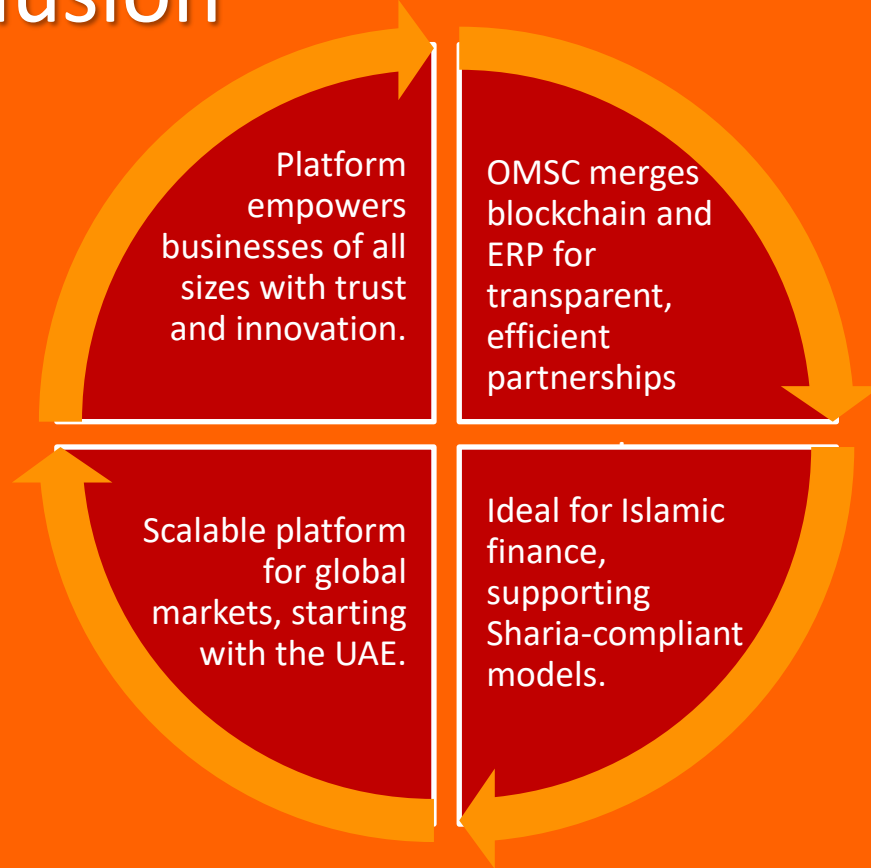 Platform
empowers
businesses of all
sizes with trust
and innovation.
OMSC merges
blockchain and
ERP for
transparent,
efficient
partnerships
Scalable platform
for global
markets, starting
with the UAE.
Ideal for Islamic
finance,
supporting
Sharia-compliant
models.